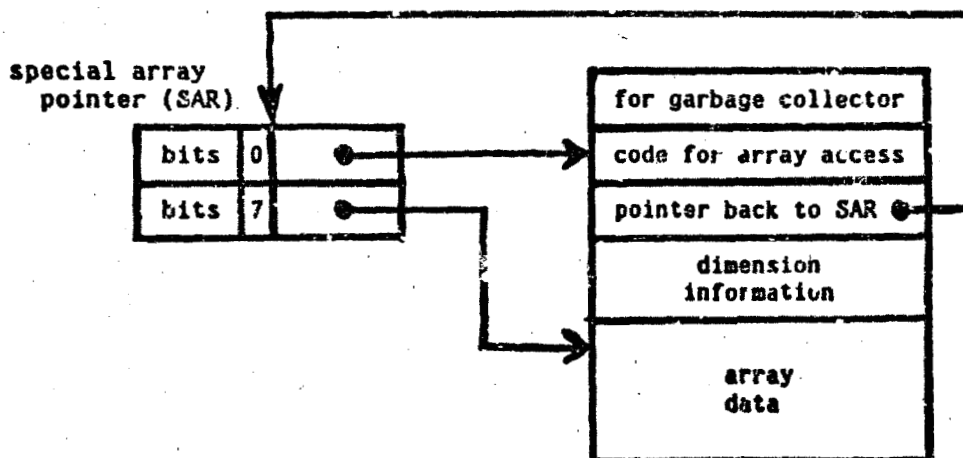 special array
pointer (SAR)
bits 0
bits 7
for garbage collector
code for array access
pointer back to SAR
dimension
information
array
data